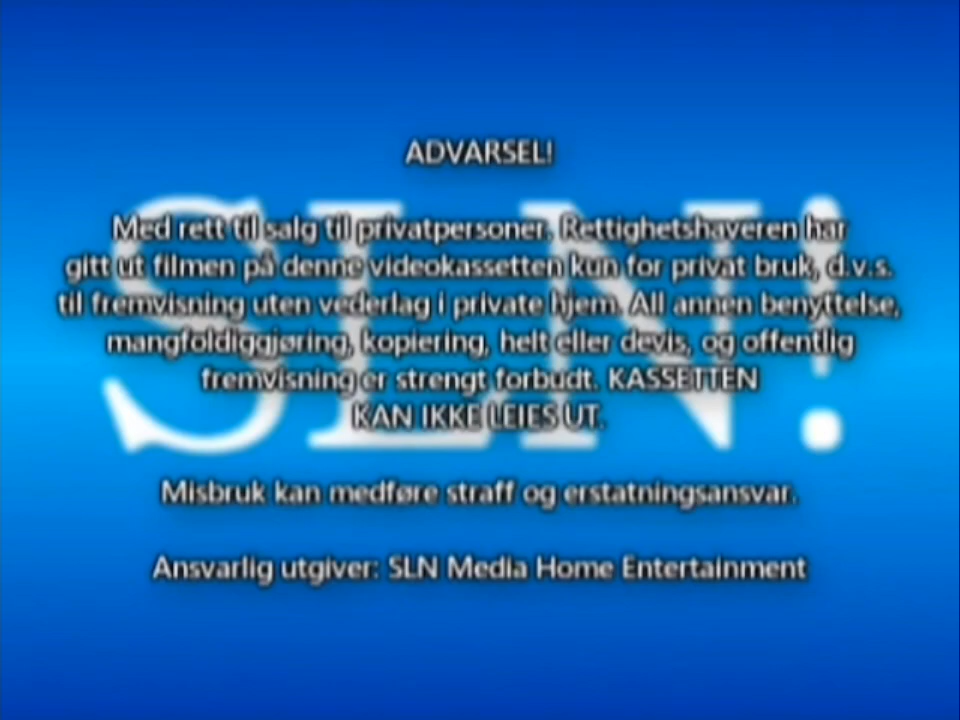 ADVARSEL!
SLN!
Med rett til salg til privatpersoner. Rettighetshaveren har
gitt ut filmen på denne videokassetten kun for privat bruk, d.v.s.
til fremvisning uten vederlag i private hjem. All annen benyttelse,
mangfoldiggjøring, kopiering, helt eller devis, og offentlig
fremvisning er strengt forbudt. KASSETTEN
KAN IKKE LEIES UT.
Misbruk kan medføre straff og erstatningsansvar.
Ansvarlig utgiver: SLN Media Home Entertainment